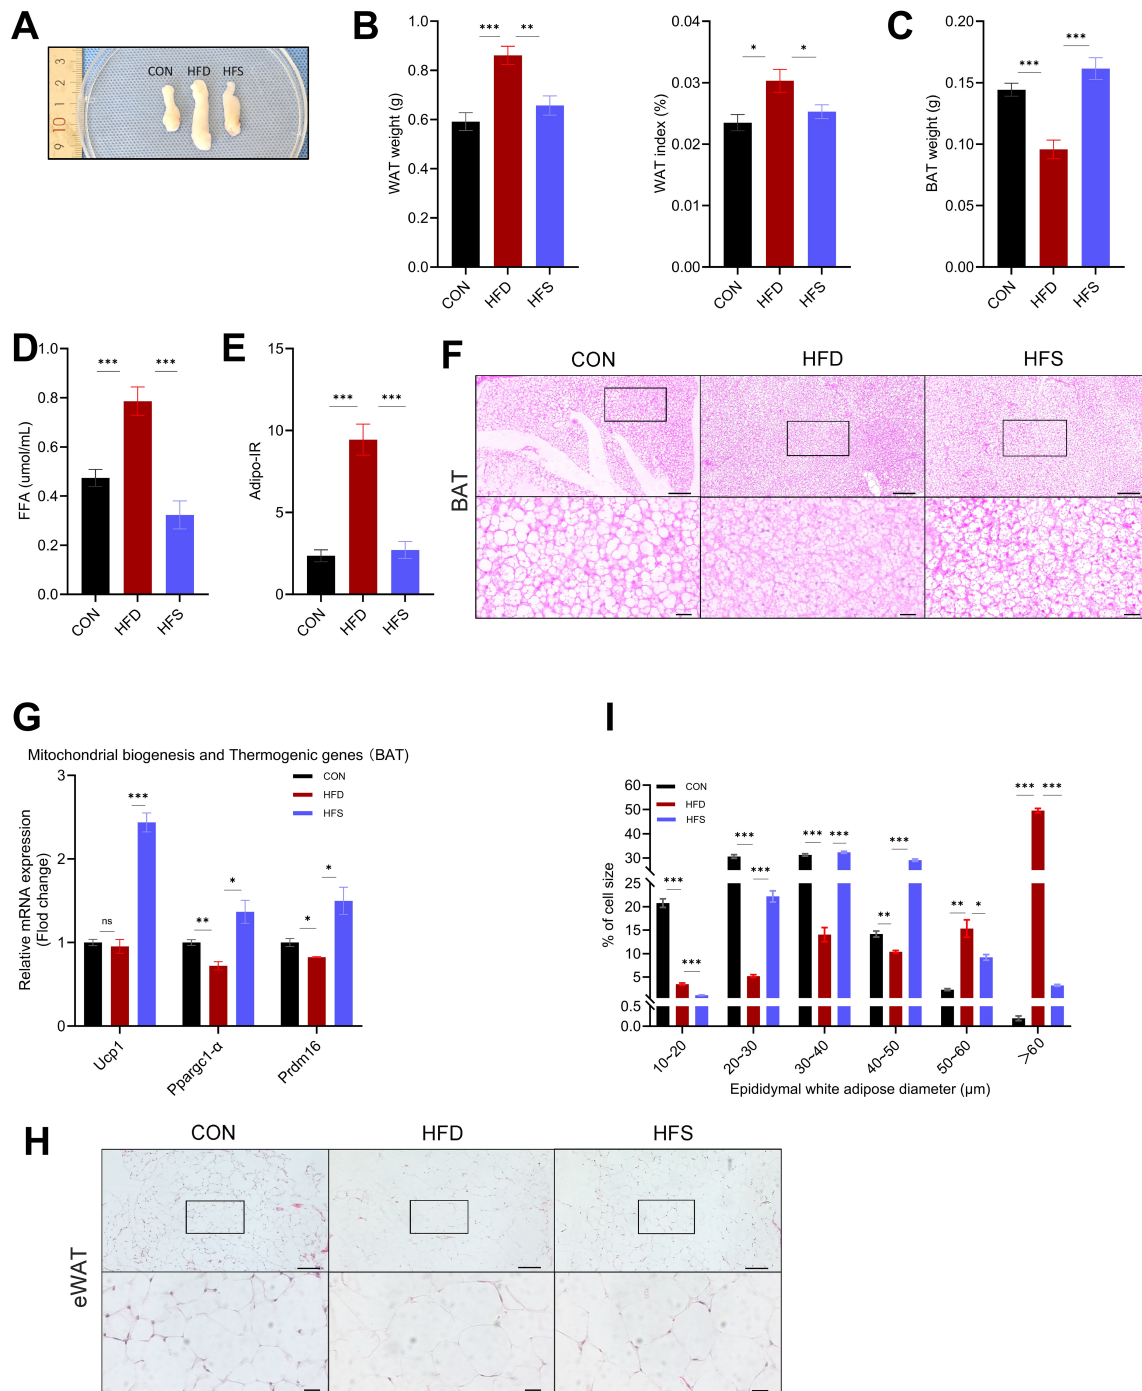 A
CON HFD HFS
9 10 1 2 3
B
WAT weight (g)
1.0
0.8
0.6
0.4
0.2
0.0
*** **
CON HFD HFS
WAT index (%)
0.04
0.03
0.02
0.01
0.00
* *
CON HFD HFS
C
BAT weight (g)
0.20
0.15
0.10
0.05
0.00
*** ***
CON HFD HFS
D
FFA (umol/mL)
1.0
0.8
0.6
0.4
0.2
0.0
*** ***
CON HFD HFS
E
Adipo-IR
15
10
5
0
*** ***
CON HFD HFS
F
CON HFD HFS
BAT
G
Mitochondrial biogenesis and Thermogenic genes（BAT)
Relative mRNA expression
(Flod change)
3
2
1
0
CON
HFD
HFS
ns *** ** * * *
Ucp1 Ppargc1-α Prdm16
I
% of cell size
60
50
40
30
25
20
15
10
5
0.5
0.0
CON
HFD
HFS
*** *** *** *** *** *** ** *** ** * *** ***
10~20 20~30 30~40 40~50 50~60 ＞60
Epididymal white adipose diameter (μm)
H
CON HFD HFS
eWAT